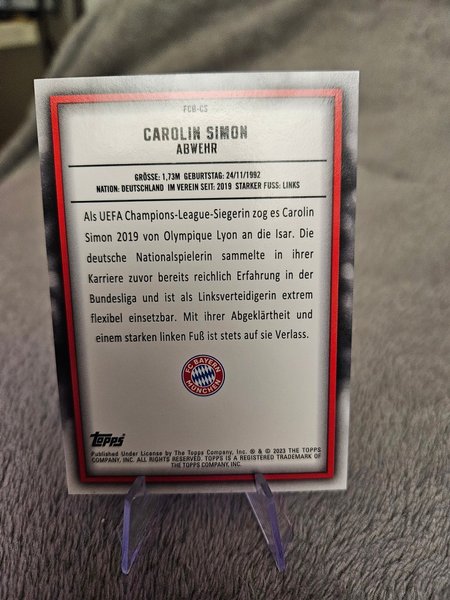 FCB-CS
CAROLIN SIMON
ABWEHR
GRÖSSE: 1,73M GEBURTSTAG: 24/11/1992
NATION: DEUTSCHLAND IM VEREIN SEIT: 2019 STARKER FUSS: LINKS
Als UEFA Champions-League-Siegerin zog es Carolin
Simon 2019 von Olympique Lyon an die Isar. Die
deutsche Nationalspielerin sammelte in ihrer
Karriere zuvor bereits reichlich Erfahrung in der
Bundesliga und ist als Linksverteidigerin extrem
flexibel einsetzbar. Mit ihrer Abgeklärtheit und
einem starken linken Fuß ist stets auf sie Verlass.
FC BAYERN
MÜNCHEN
Topps
Published Under License by The Topps Company, Inc. ® & © 2023 THE TOPPS
COMPANY, INC. ALL RIGHTS RESERVED. TOPPS IS A REGISTERED TRADEMARK OF
THE TOPPS COMPANY, INC.